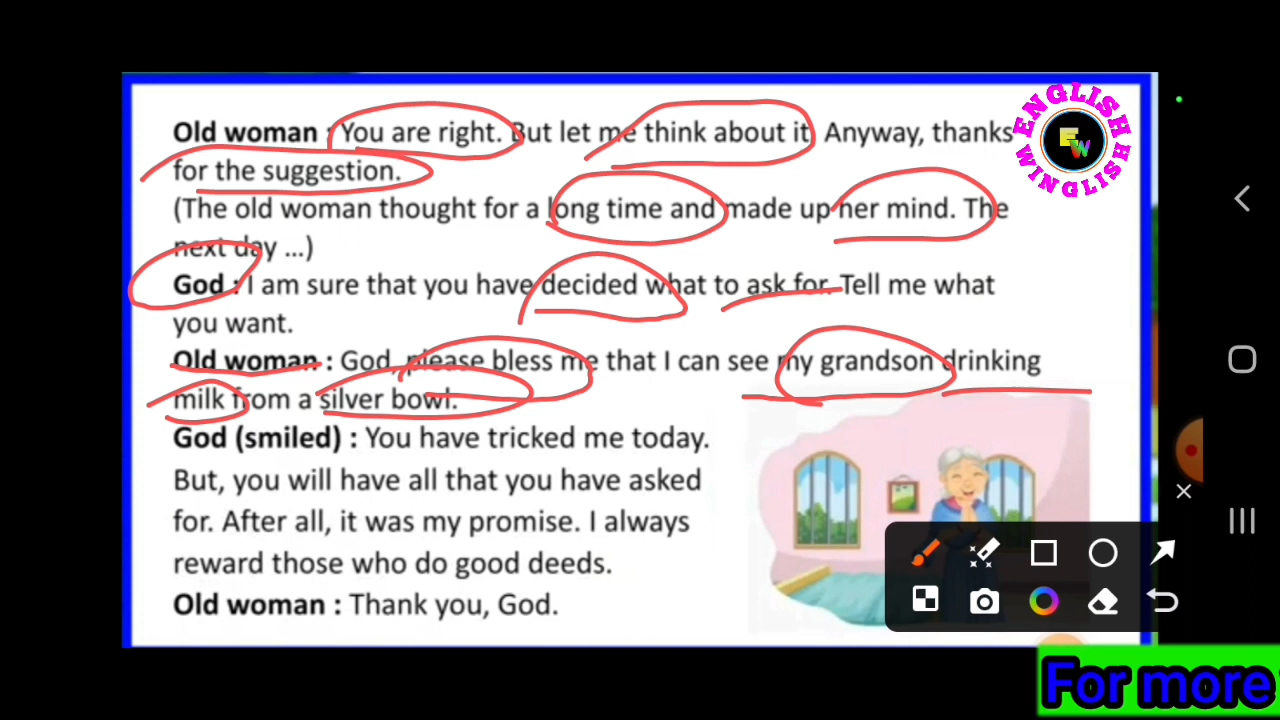 Old woman : You are right. But let me think about it. Anyway, thanks
for the suggestion.
(The old woman thought for a long time and made up her mind. The
next day ...)
God : I am sure that you have decided what to ask for. Tell me what
you want.
Old woman : God, please bless me that I can see my grandson drinking
milk from a silver bowl.
God (smiled) : You have tricked me today.
But, you will have all that you have asked
for. After all, it was my promise. I always
reward those who do good deeds.
Old woman : Thank you, God.
ENGLISH
EW
WINGLISH
For more